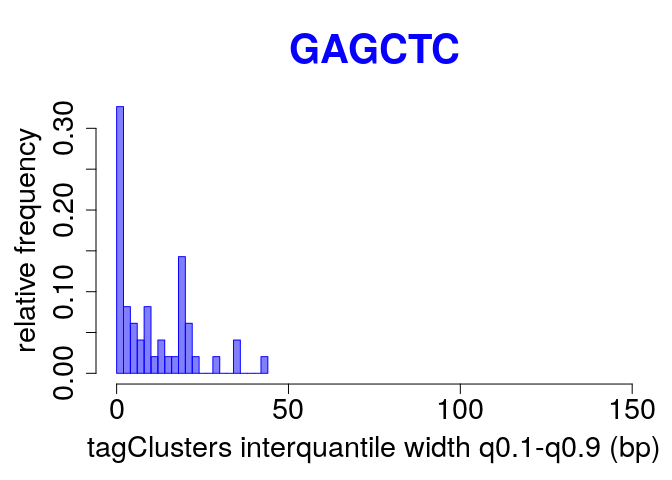 GAGCTC
relative frequency
0.30
0.20
0.10
0.00
0 50 100 150
tagClusters interquantile width q0.1-q0.9 (bp)